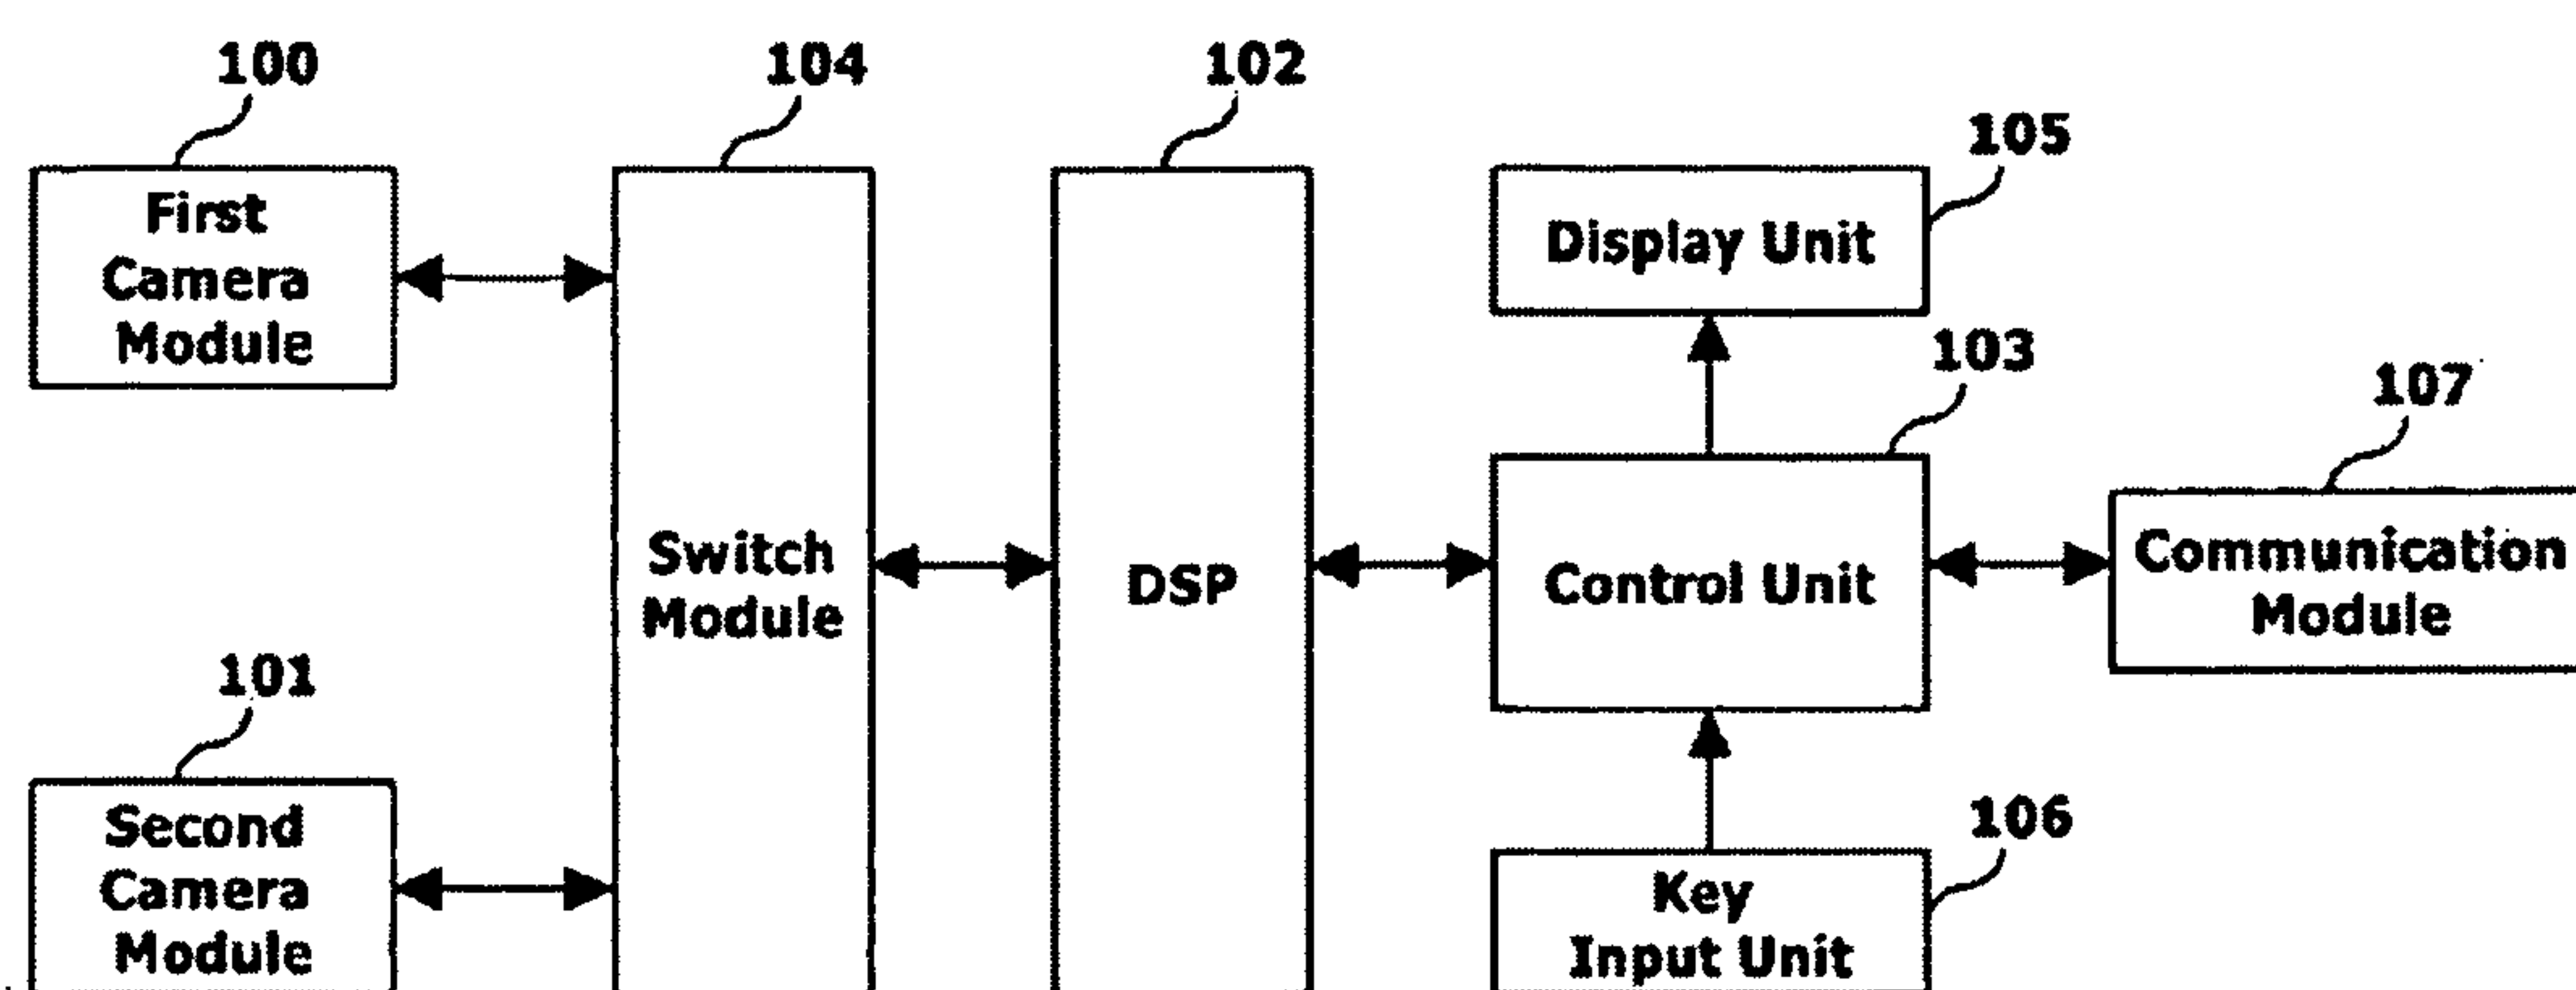 100
104
102
105
First
Camera
Module
Display Unit
103
107
Switch
Module
DSP
Control Unit
Communication
Module
101
106
Second
Camera
Module
Key
Input Unit